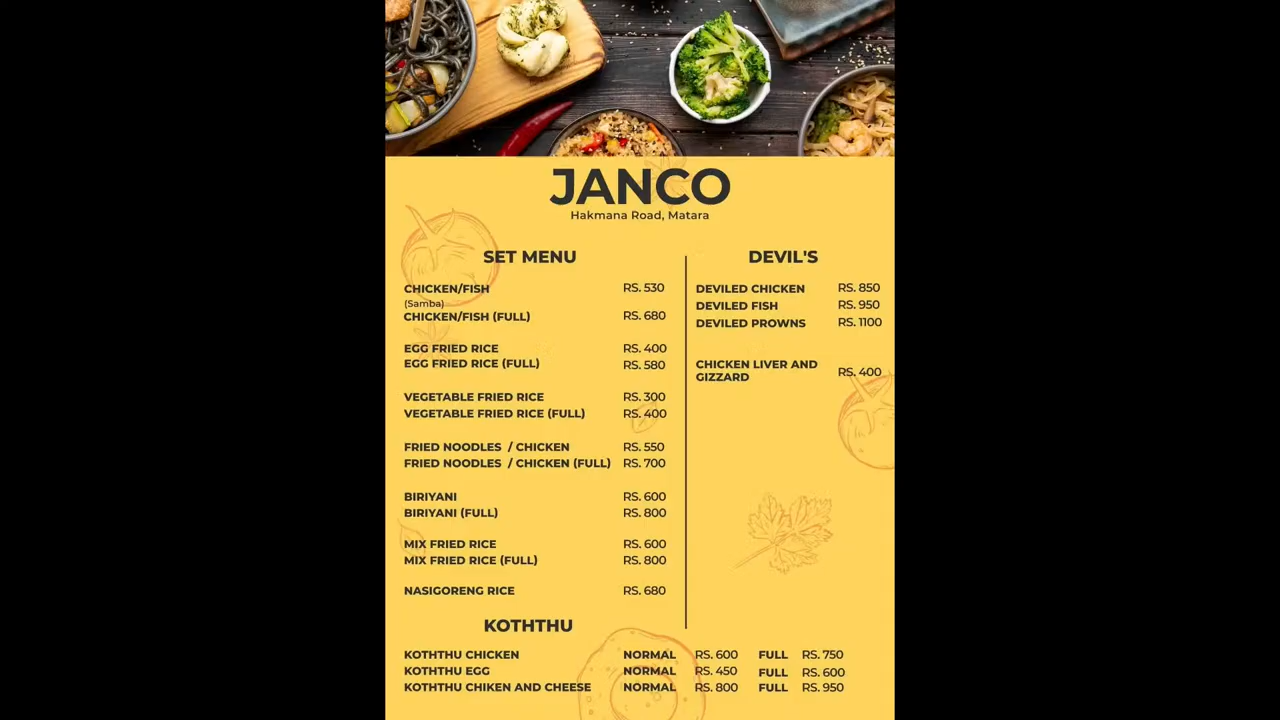 JANCO
Hakmana Road, Matara
SET MENU
CHICKEN/FISH RS. 530
(Samba)
CHICKEN/FISH (FULL) RS. 680
EGG FRIED RICE RS. 400
EGG FRIED RICE (FULL) RS. 580
VEGETABLE FRIED RICE RS. 300
VEGETABLE FRIED RICE (FULL) RS. 400
FRIED NOODLES / CHICKEN RS. 550
FRIED NOODLES / CHICKEN (FULL) RS. 700
BIRIYANI RS. 600
BIRIYANI (FULL) RS. 800
MIX FRIED RICE RS. 600
MIX FRIED RICE (FULL) RS. 800
NASIGORENG RICE RS. 680
DEVIL'S
DEVILED CHICKEN RS. 850
DEVILED FISH RS. 950
DEVILED PROWNS RS. 1100
CHICKEN LIVER AND
GIZZARD RS. 400
KOTHTHU
KOTHTHU CHICKEN NORMAL RS. 600 FULL RS. 750
KOTHTHU EGG NORMAL RS. 450 FULL RS. 600
KOTHTHU CHIKEN AND CHEESE NORMAL RS. 800 FULL RS. 950